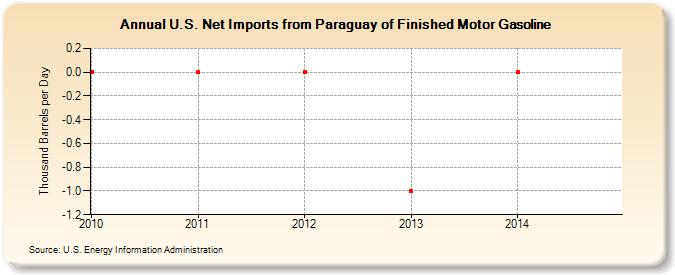 Annual U.S. Net Imports from Paraguay of Finished Motor Gasoline
Thousand Barrels per Day
0.2
0.0
-0.2
-0.4
-0.6
-0.8
-1.0
-1.2
2010 2011 2012 2013 2014
Source: U.S. Energy Information Administration